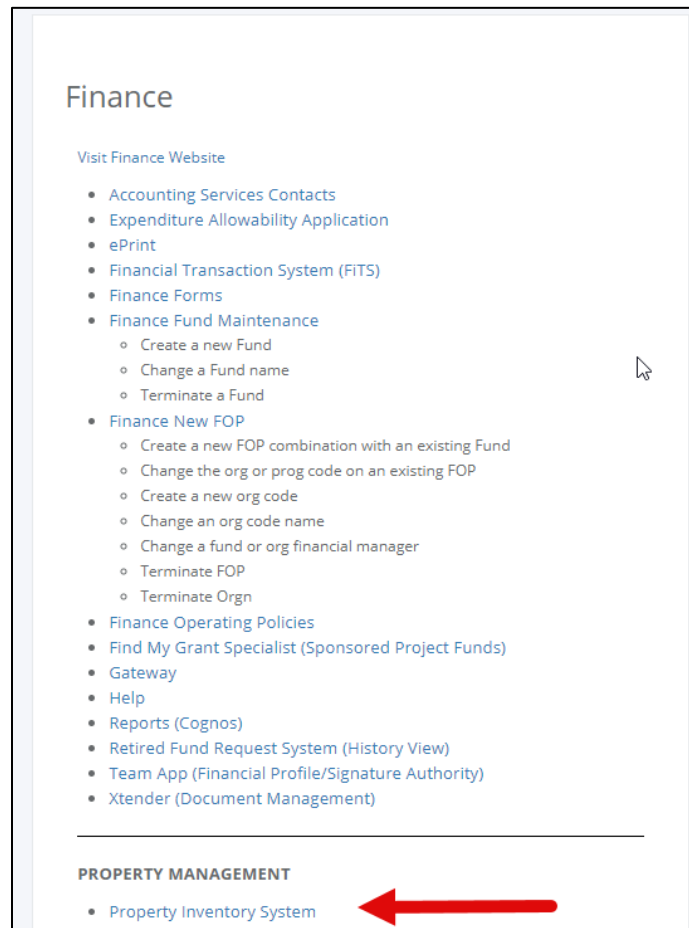 Finance
Visit Finance Website
Accounting Services Contacts
Expenditure Allowability Application
ePrint
Financial Transaction System (FiTS)
Finance Forms
Finance Fund Maintenance
Create a new Fund
Change a Fund name
Terminate a Fund
Finance New FOP
Create a new FOP combination with an existing Fund
Change the org or prog code on an existing FOP
Create a new org code
Change an org code name
Change a fund or org financial manager
Terminate FOP
Terminate Orgn
Finance Operating Policies
Find My Grant Specialist (Sponsored Project Funds)
Gateway
Help
Reports (Cognos)
Retired Fund Request System (History View)
Team App (Financial Profile/Signature Authority)
Xtender (Document Management)
PROPERTY MANAGEMENT
Property Inventory System